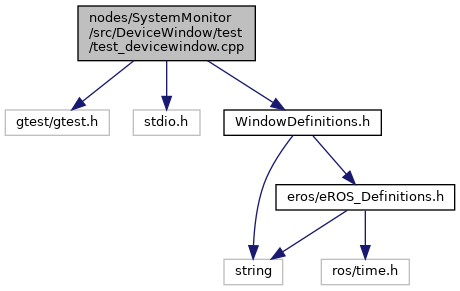 nodes/SystemMonitor
/src/DeviceWindow/test
/test_devicewindow.cpp
gtest/gtest.h
stdio.h
WindowDefinitions.h
eros/eROS_Definitions.h
string
ros/time.h